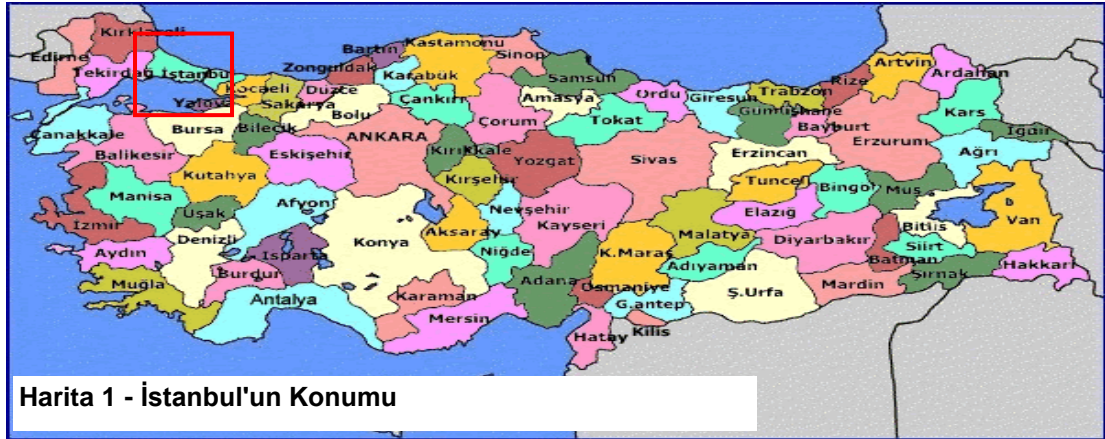 Kırklareli
Edirne
Tekirdağ
İstanbul
Yalova
Kocaeli
Sakarya
Düzce
Zonguldak
Bartın
Karabük
Kastamonu
Sinop
Samsun
Ordu
Giresun
Trabzon
Rize
Artvin
Ardahan
Çanakkale
Bursa
Bilecik
Bolu
Çankırı
Çorum
Amasya
Tokat
Gümüşhane
Bayburt
Kars
Iğdır
Balikesir
Kutahya
Eskişehir
ANKARA
Kırıkkale
Yozgat
Sivas
Erzincan
Erzurum
Ağrı
Manisa
Uşak
Afyon
Kırşehir
Nevşehir
Kayseri
Malatya
Elazığ
Tunceli
Bingol
Muş
Bitlis
Van
İzmir
Aydın
Denizli
Isparta
Konya
Aksaray
Niğde
K.Maraş
Adıyaman
Diyarbakır
Batman
Siirt
Şırnak
Hakkari
Muğla
Burdur
Antalya
Karaman
Mersin
Adana
Osmaniye
G.antep
Ş.Urfa
Mardin
Hatay
Kilis
Harita 1 - İstanbul'un Konumu